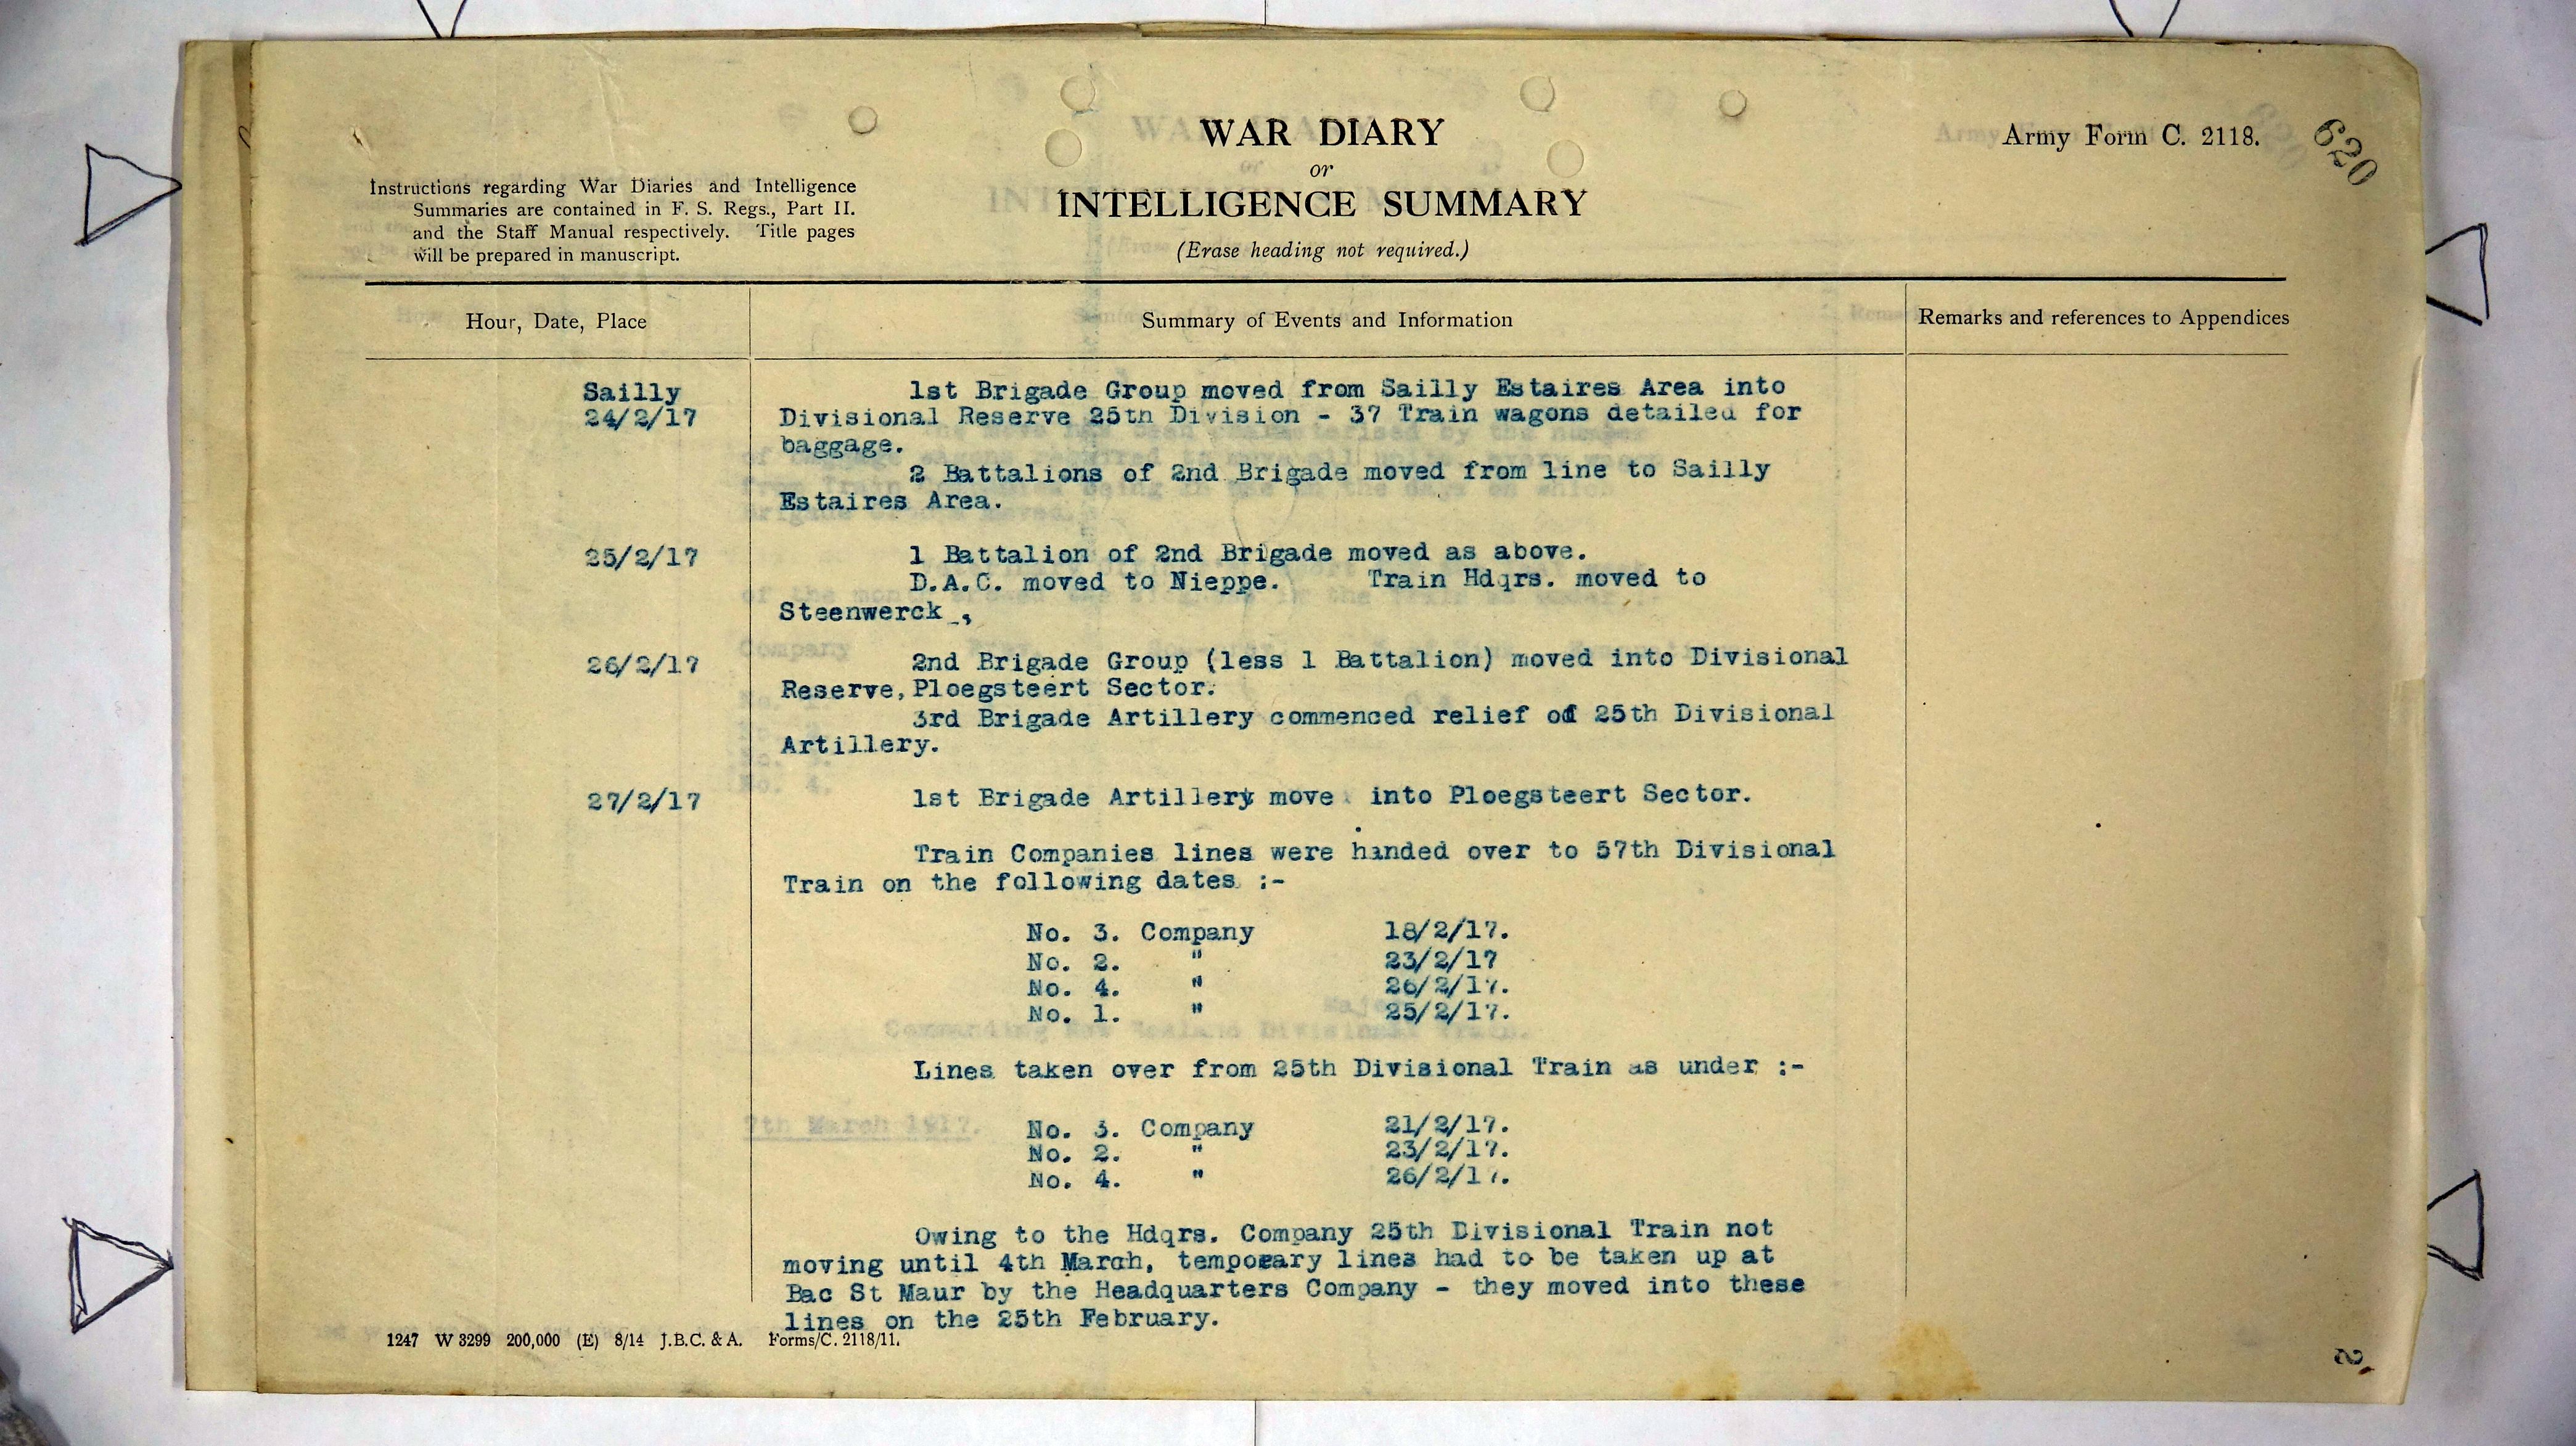 WAR DIARY
or
INTELLIGENCE SUMMARY
(Erase heading not required.)
Army Form C. 2118.
620
Instructions regarding War Diaries and Intelligence
Summaries are contained in F. S. Regs., Part II.
and the Staff Manual respectively. Title pages
will be prepared in manuscript.
Hour, Date, Place
Summary of Events and Information
Remarks and references to Appendices
Sailly
24/2/17
1st Brigade Group moved from Sailly Estaires Area into
Divisional Reserve 25th Division - 37 Train wagons detailed for
baggage.
2 Battalions of 2nd Brigade moved from line to Sailly
Estaires Area.
25/2/17
1 Battalion of 2nd Brigade moved as above.
D.A.C. moved to Nieppe. Train Hdqrs. moved to
Steenwerck ,
26/2/17
2nd Brigade Group (less 1 Battalion) moved into Divisional
Reserve, Ploegsteert Sector.
3rd Brigade Artillery commenced relief of 25th Divisional
Artillery.
27/2/17
1st Brigade Artillery move into Ploegsteert Sector.
Train Companies lines were handed over to 57th Divisional
Train on the following dates :-
No. 3. Company 18/2/17.
No. 2. " 23/2/17
No. 4. " 26/2/17.
No. 1. " 25/2/17.
Lines taken over from 25th Divisional Train as under :-
No. 3. Company 21/2/17.
No. 2. " 23/2/17.
No. 4. " 26/2/17.
Owing to the Hdqrs. Company 25th Divisional Train not
moving until 4th March, temporary lines had to be taken up at
Bac St Maur by the Headquarters Company - they moved into these
lines on the 25th February.
1247 W 3299 200,000 (E) 8/14 J.B.C. & A. Forms/C. 2118/11.
2